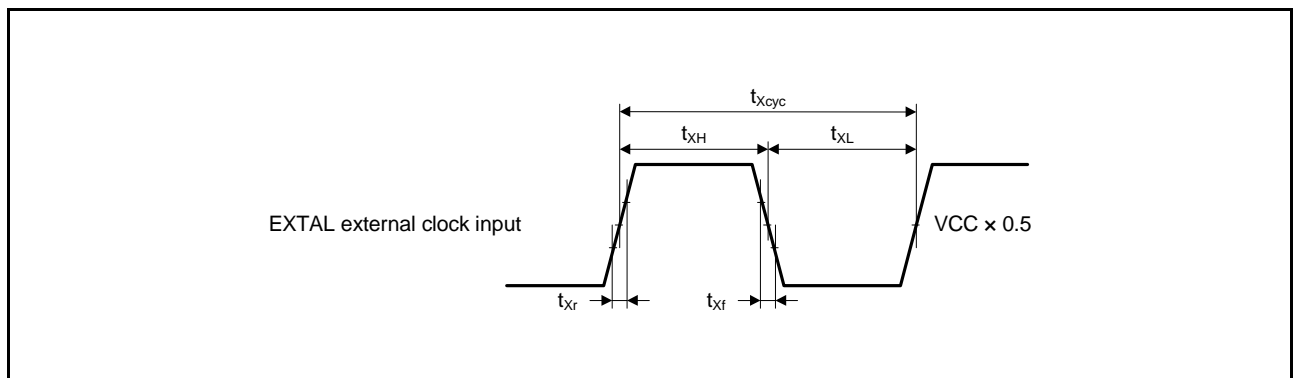 tXcyc
tXH
tXL
EXTAL external clock input
VCC × 0.5
tXr
tXf